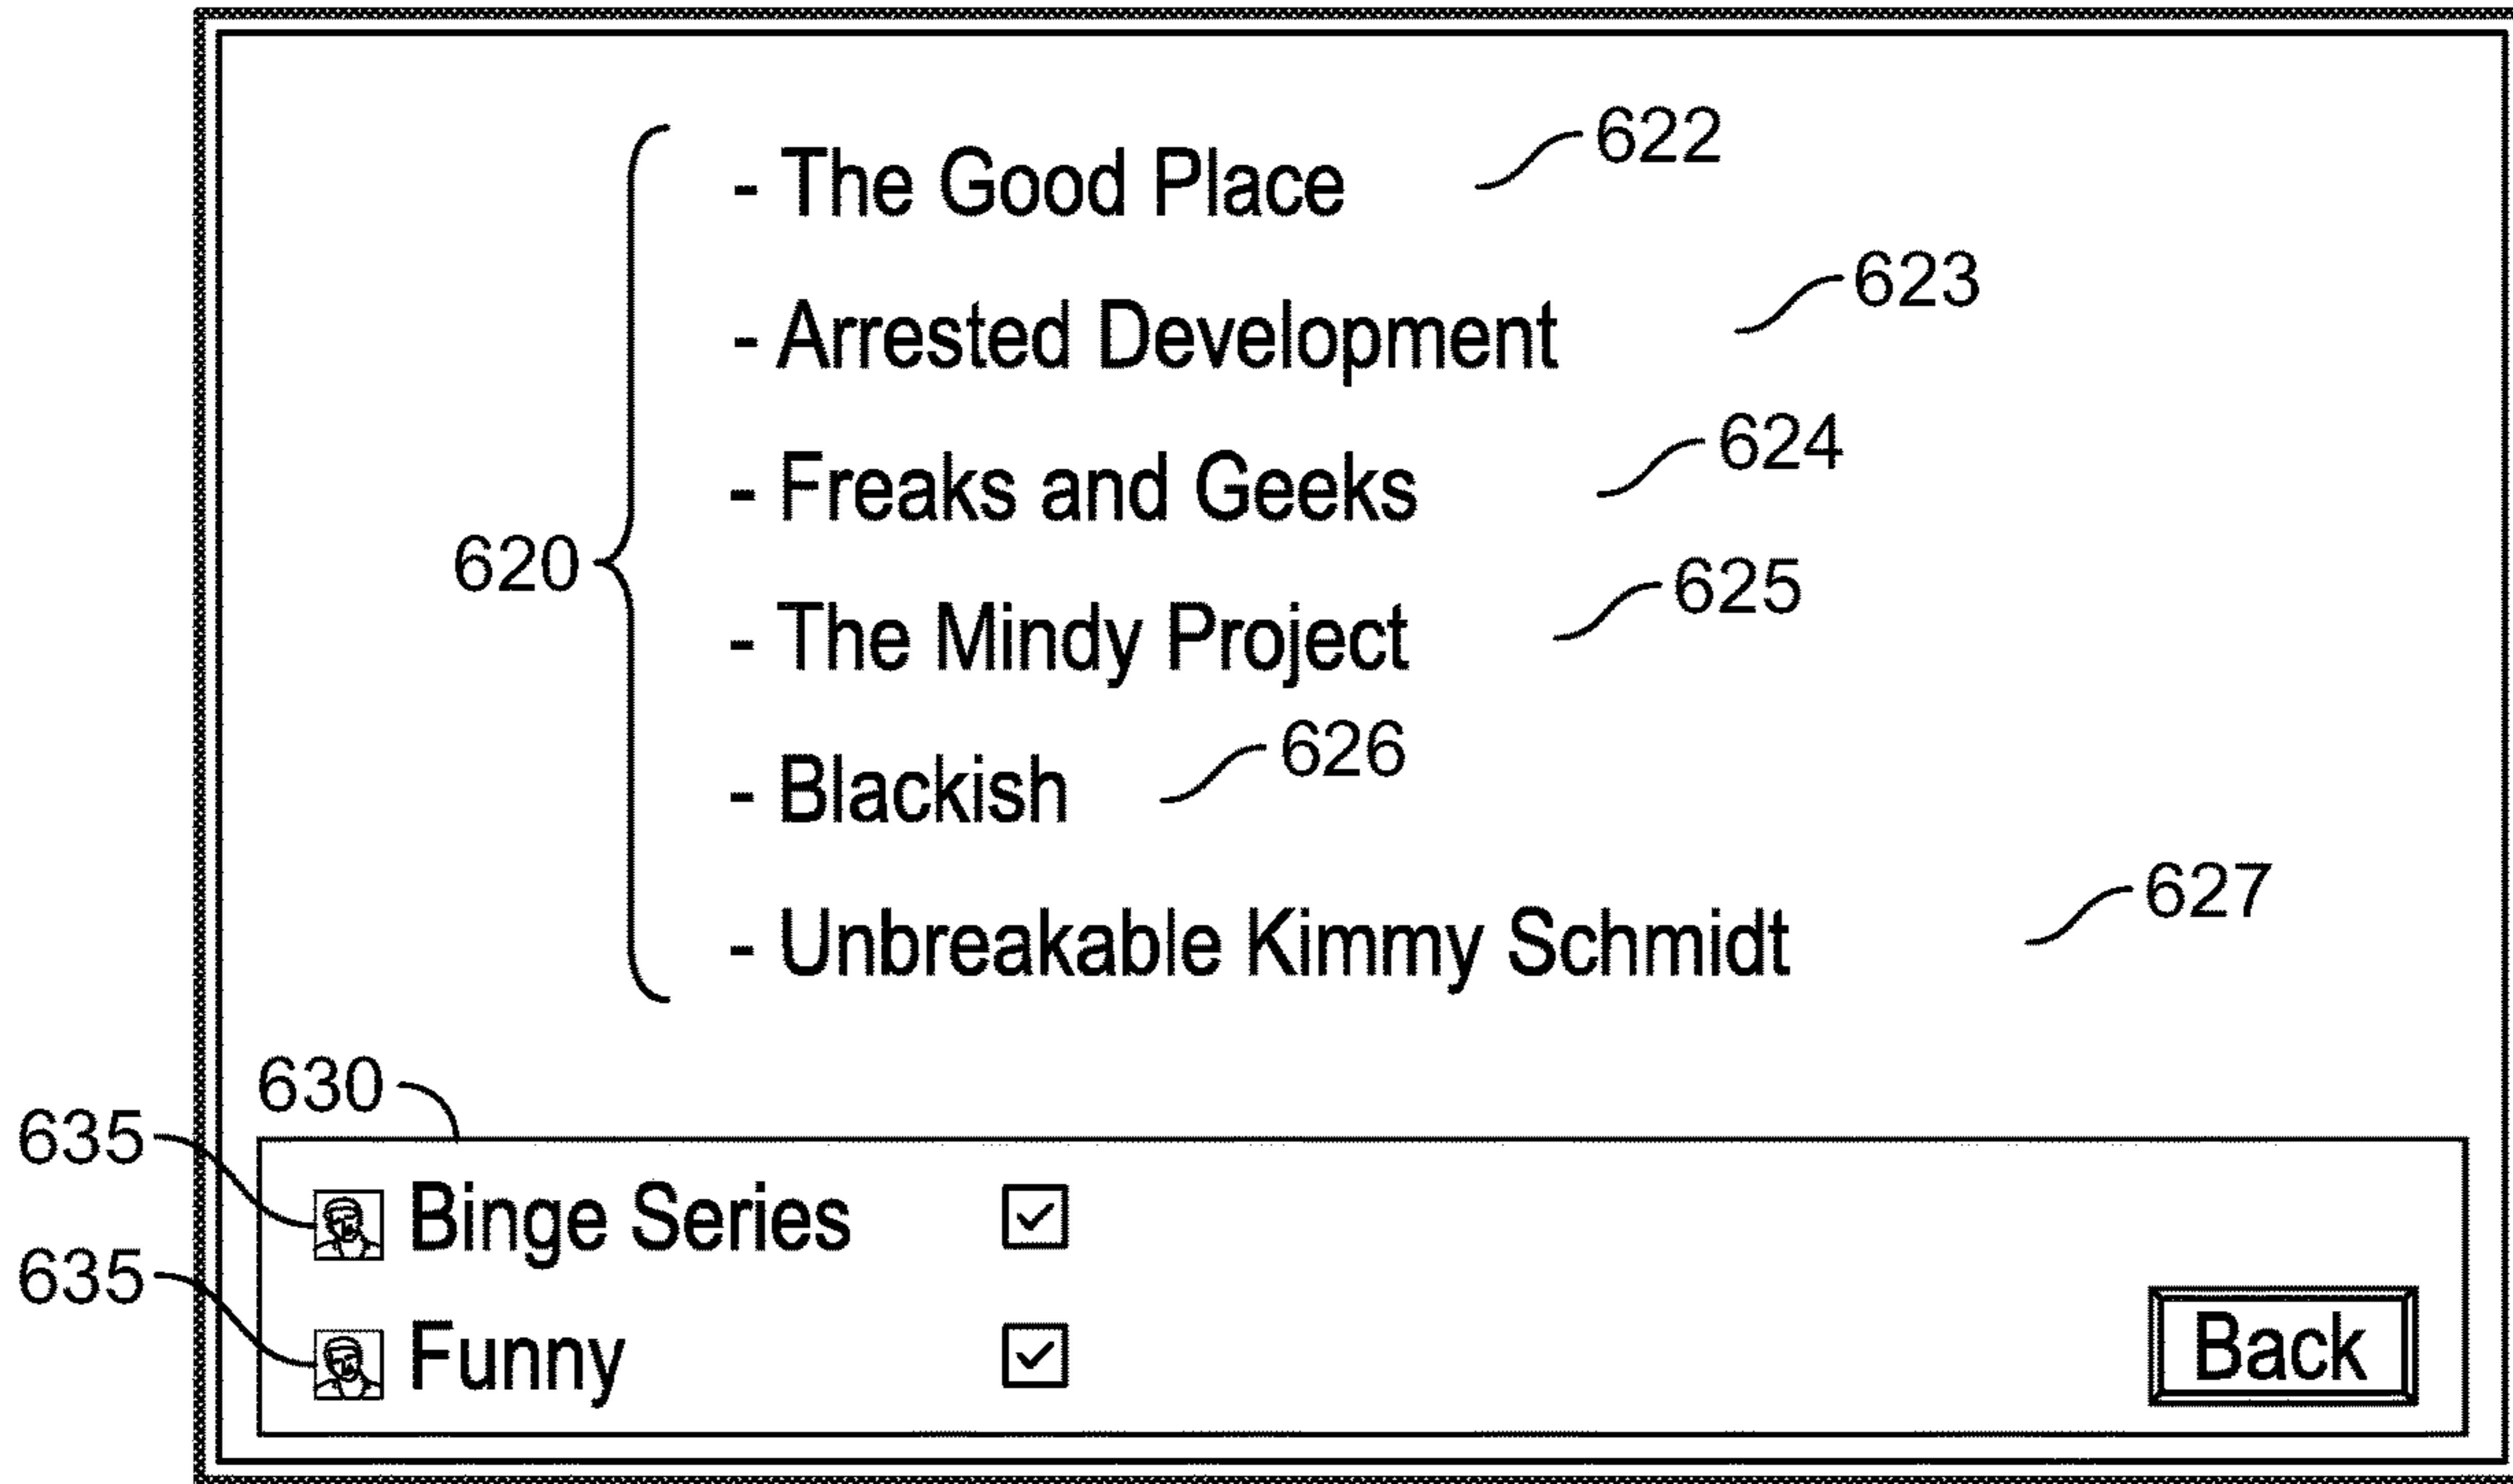 - The Good Place 622
- Arrested Development 623
- Freaks and Geeks 624
620
- The Mindy Project 625
- Blackish 626
- Unbreakable Kimmy Schmidt 627
630
635 Binge Series
635 Funny
Back